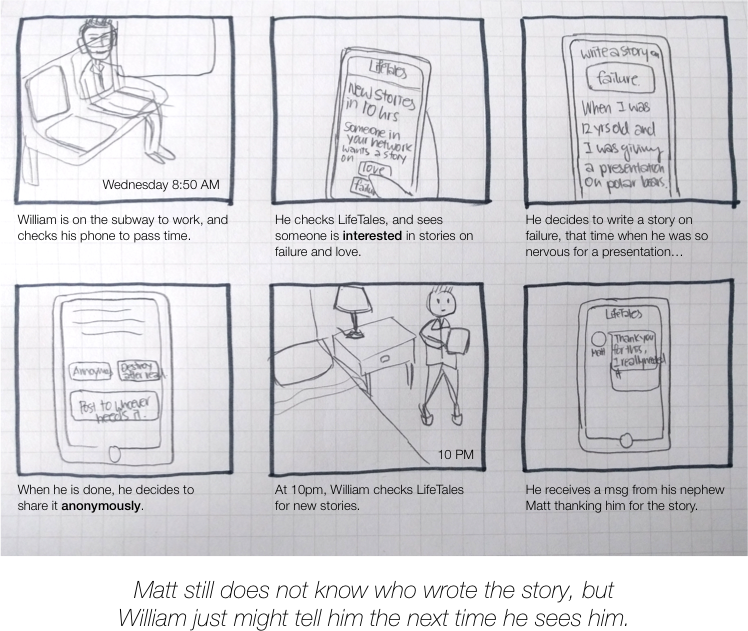 Wednesday 8:50 AM
William is on the subway to work, and
checks his phone to pass time.
LifeTales
New Stories
in 10 hrs
Someone in
your network
wants a story
on love
failu
He checks LifeTales, and sees
someone is interested in stories on
failure and love.
write a story on
failure
When I was
12 yrs old and
I was giving
a presentation
on polar bears.
He decides to write a story on
failure, that time when he was so
nervous for a presentation…
Destroy
after read
Post to whoever
needs it.
When he is done, he decides to
share it anonymously.
10 PM
At 10pm, William checks LifeTales
for new stories.
LifeTales
Matt
Thank you
for this,
I really need
it
He receives a msg from his nephew
Matt thanking him for the story.
Matt still does not know who wrote the story, but
William just might tell him the next time he sees him.